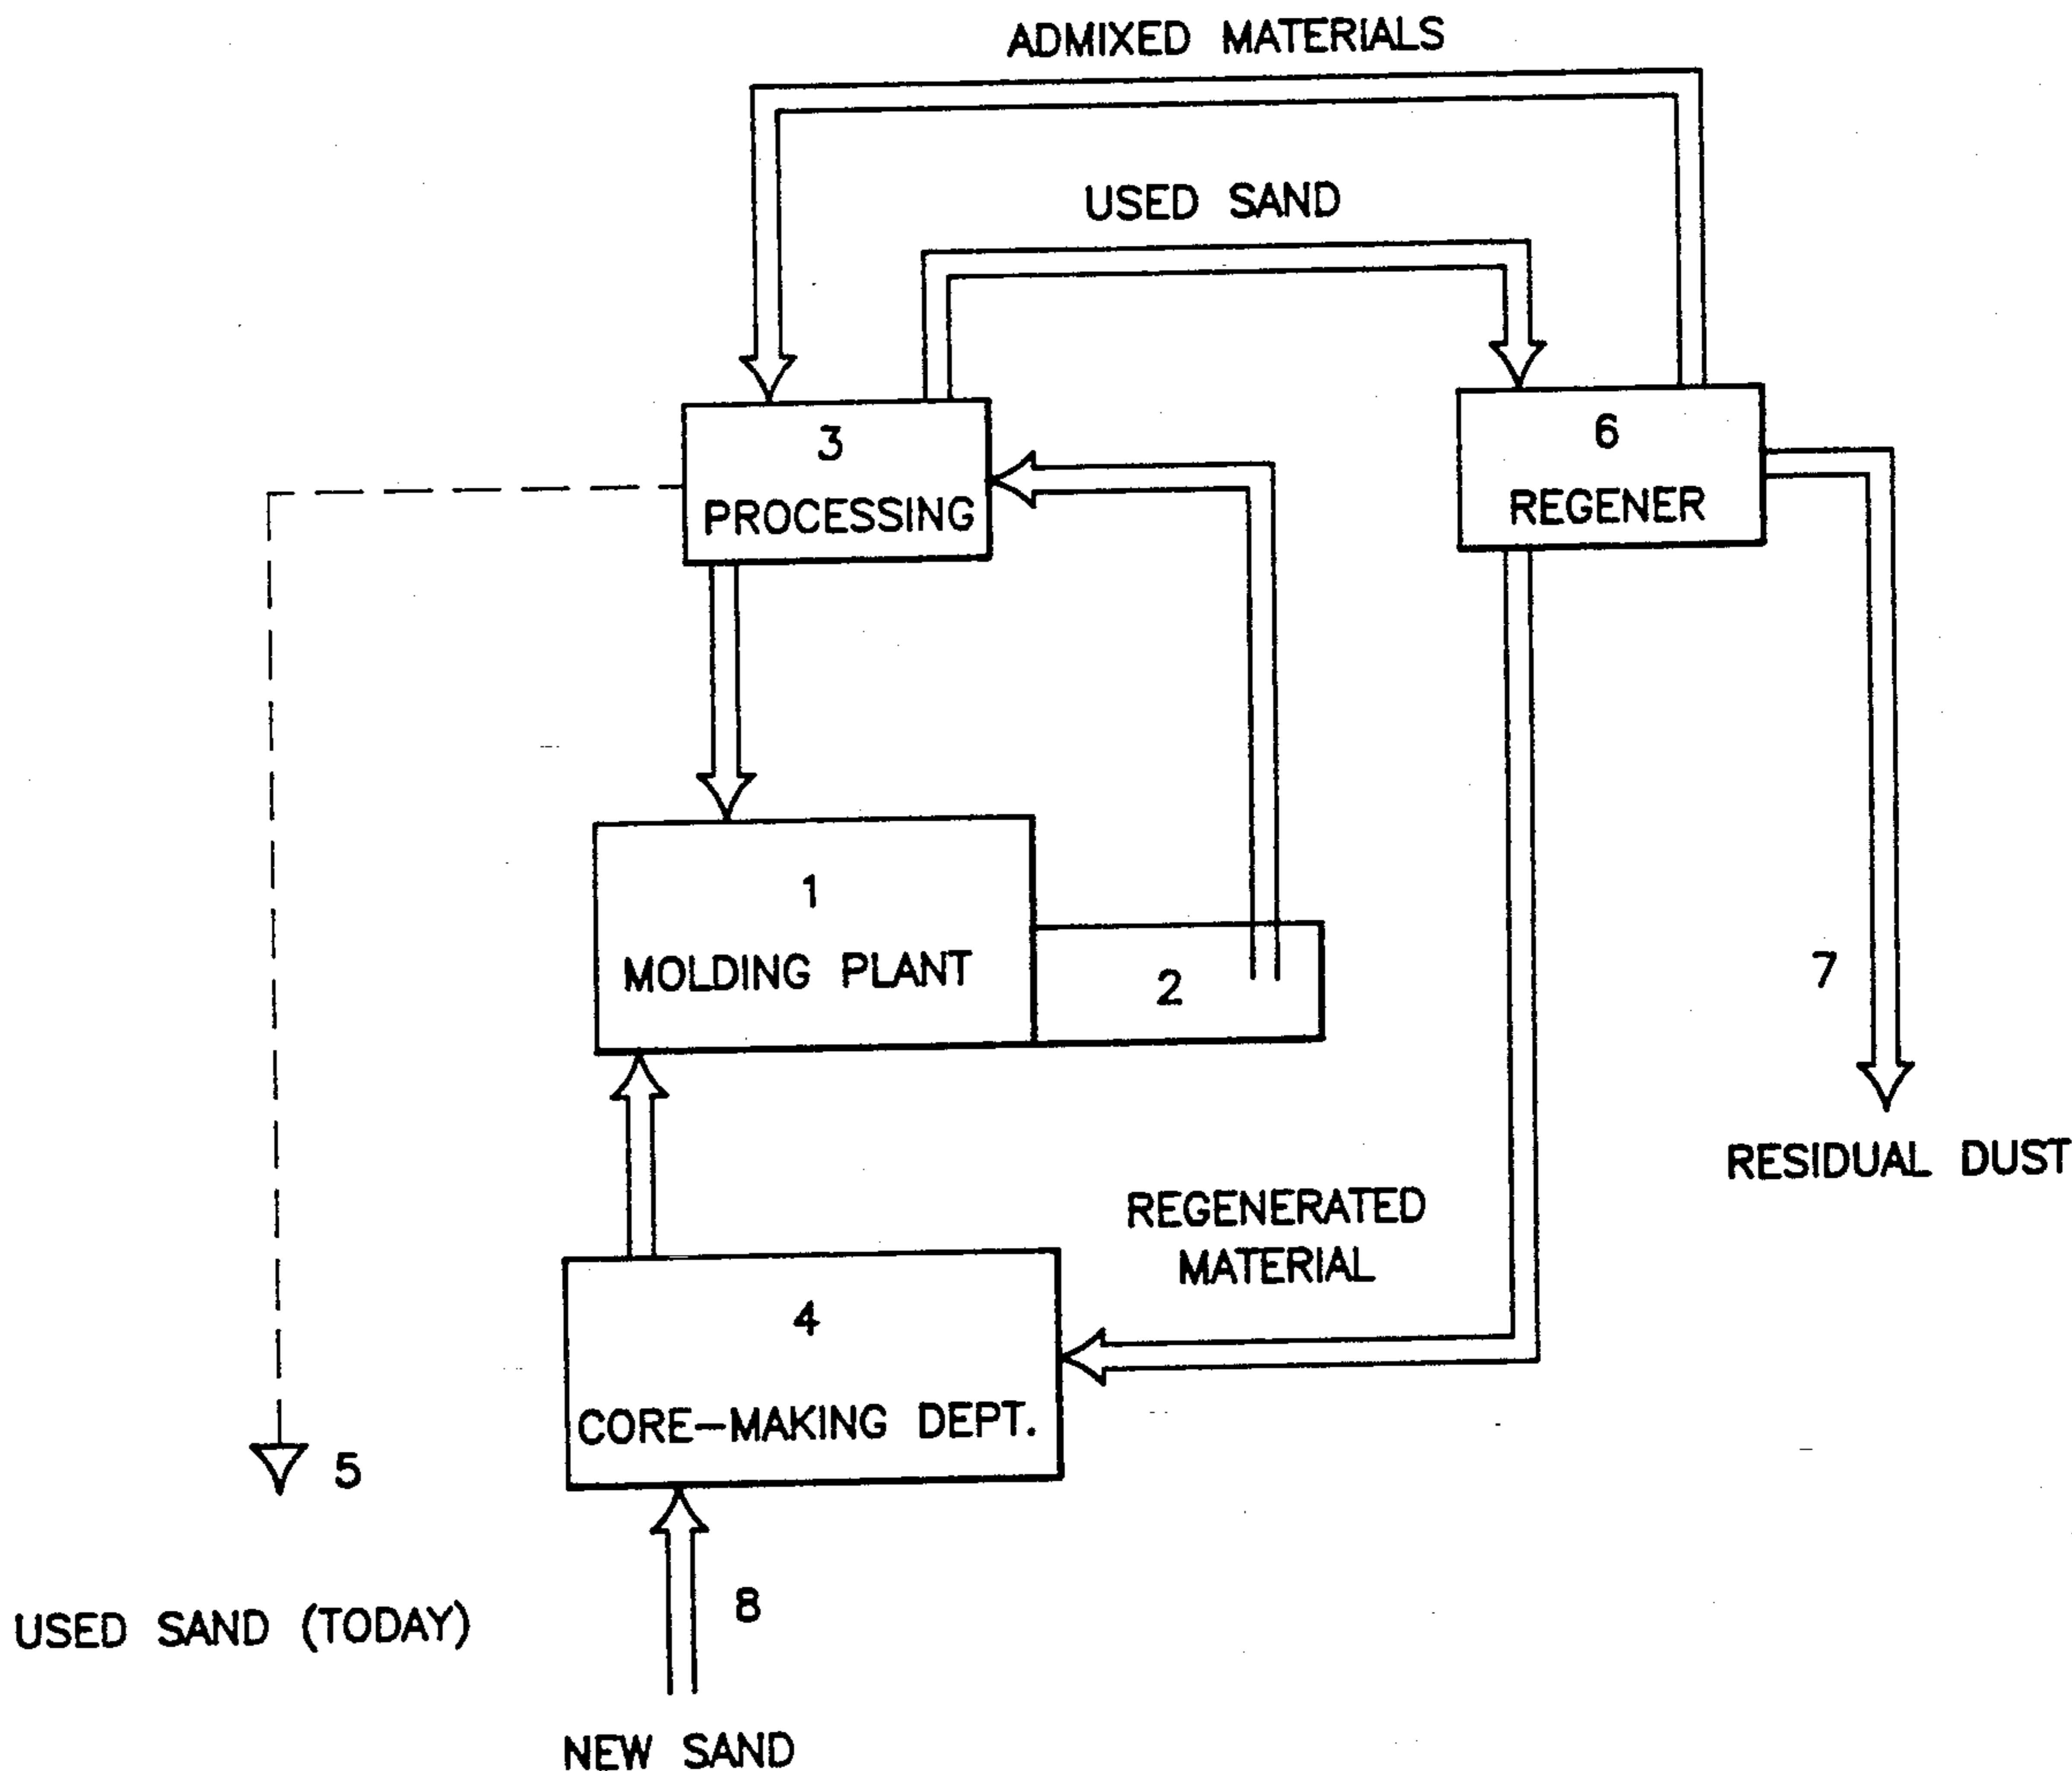 ADMIXED MATERIALS
USED SAND
3
PROCESSING
6
REGENER
1
MOLDING PLANT
2
7
RESIDUAL DUST
REGENERATED
MATERIAL
4
CORE-MAKING DEPT.
5
USED SAND (TODAY)
8
NEW SAND